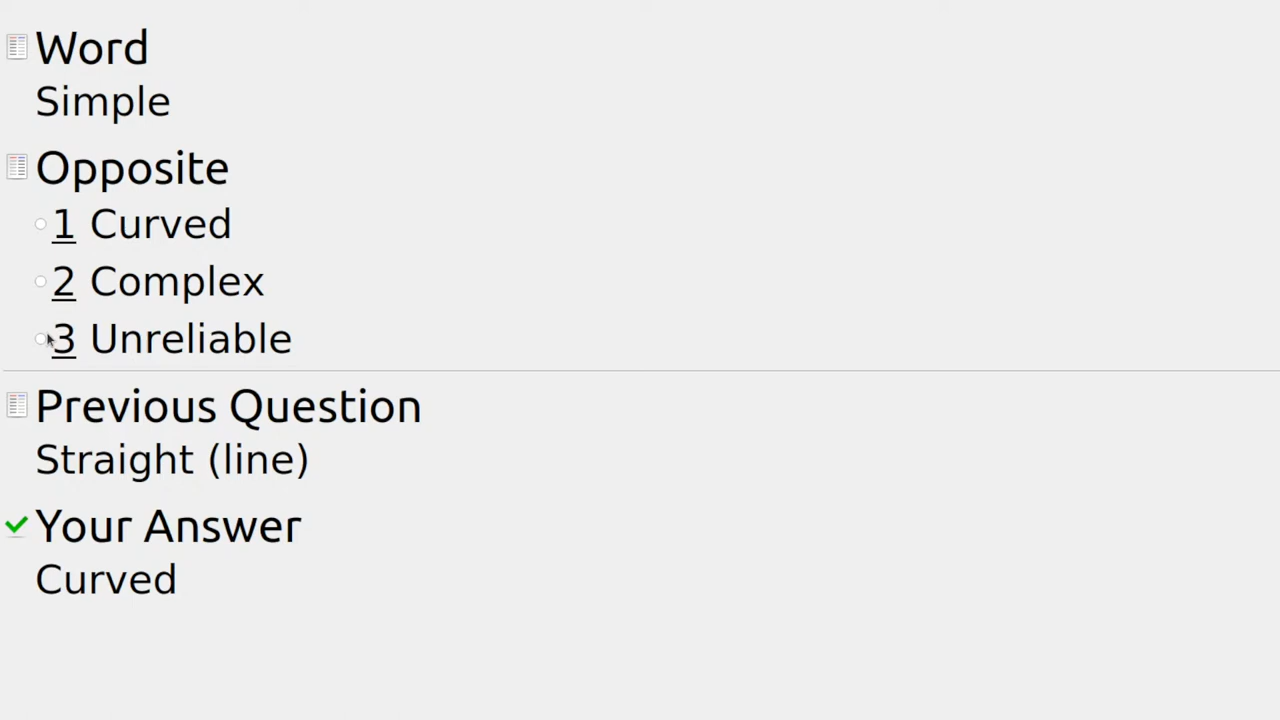 Word
Simple
Opposite
1 Curved
2 Complex
3 Unreliable
Previous Question
Straight (line)
Your Answer
Curved